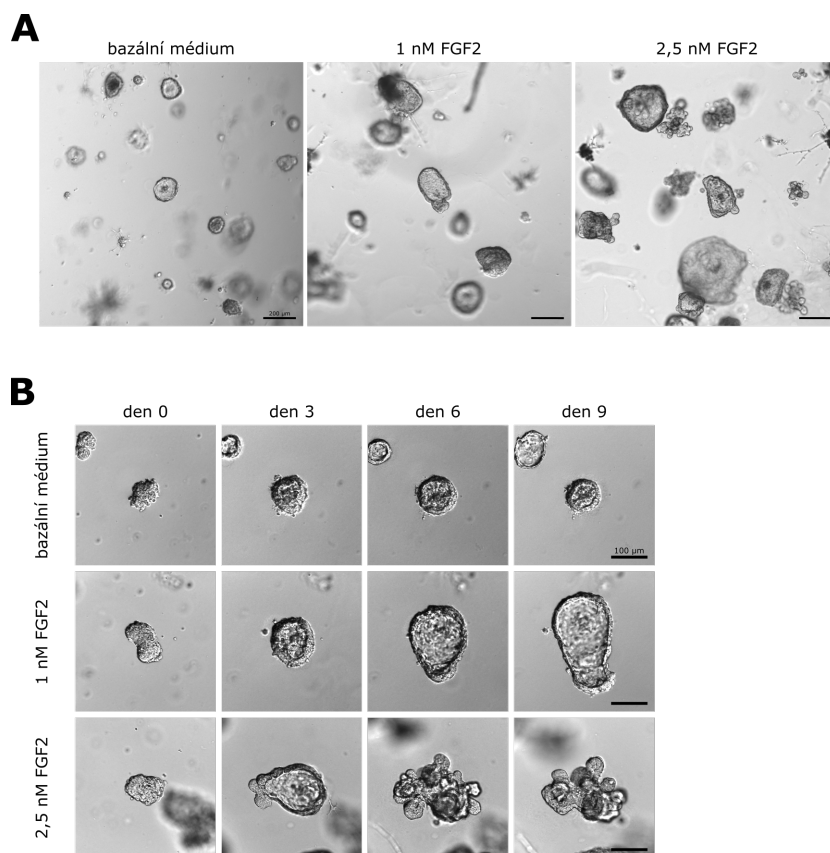 A
bazální médium 1 nM FGF2 2,5 nM FGF2
200 µm
B
den 0 den 3 den 6 den 9
bazální médium
100 µm
1 nM FGF2
2,5 nM FGF2